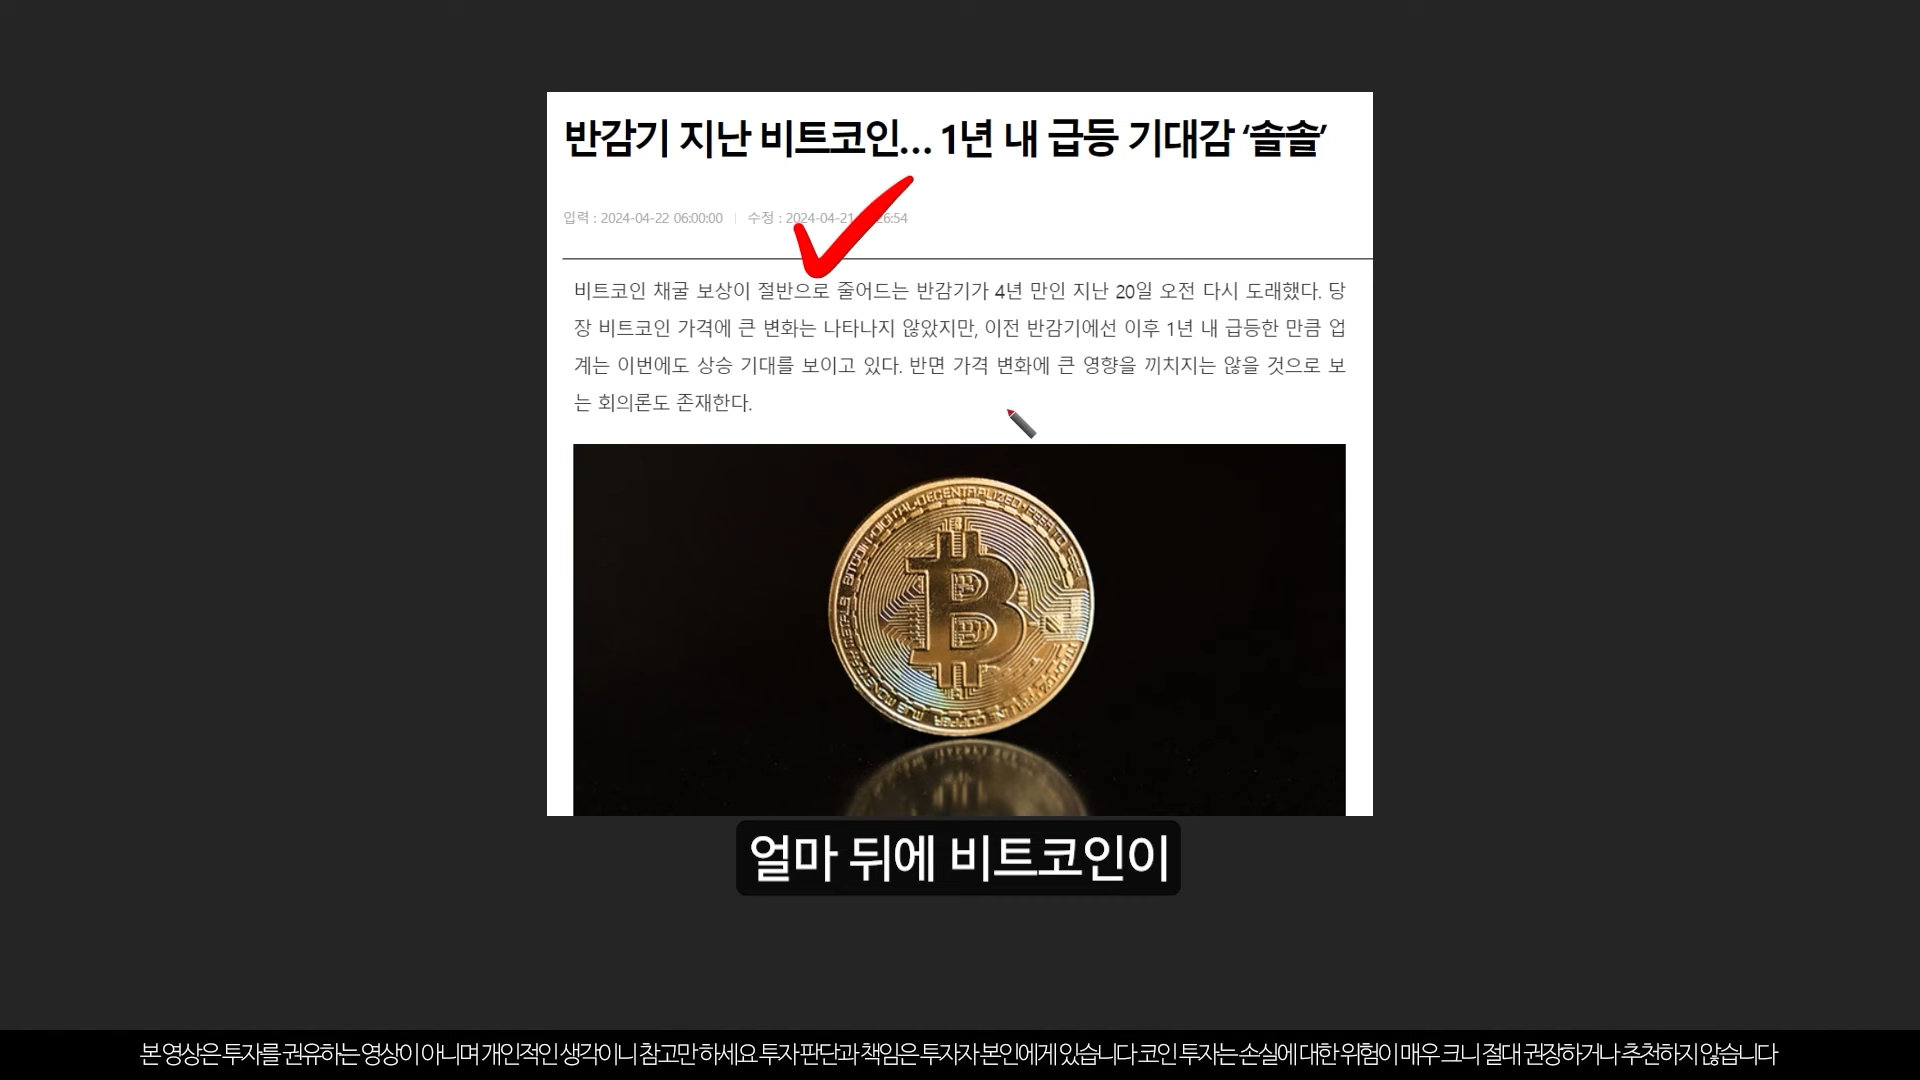 반감기 지난 비트코인... 1년 내 급등 기대감 ‘솔솔’
입력 : 2024-04-22 06:00:00 | 수정 : 2024-04-21 6:54
비트코인 채굴 보상이 절반으로 줄어드는 반감기가 4년 만인 지난 20일 오전 다시 도래했다. 당
장 비트코인 가격에 큰 변화는 나타나지 않았지만, 이전 반감기에선 이후 1년 내 급등한 만큼 업
계는 이번에도 상승 기대를 보이고 있다. 반면 가격 변화에 큰 영향을 끼치지는 않을 것으로 보
는 회의론도 존재한다.
BITCOIN•DIGITAL•DECENTRALIZED•PEER TO PEER
B
얼마 뒤에 비트코인이
본 영상은 투자를 권유하는 영상이 아니며 개인적인 생각이니 참고만 하세요 투자 판단과 책임은 투자자 본인에게 있습니다 코인 투자는 손실에 대한 위험이 매우 크니 절대 권장하거나 추천하지 않습니다